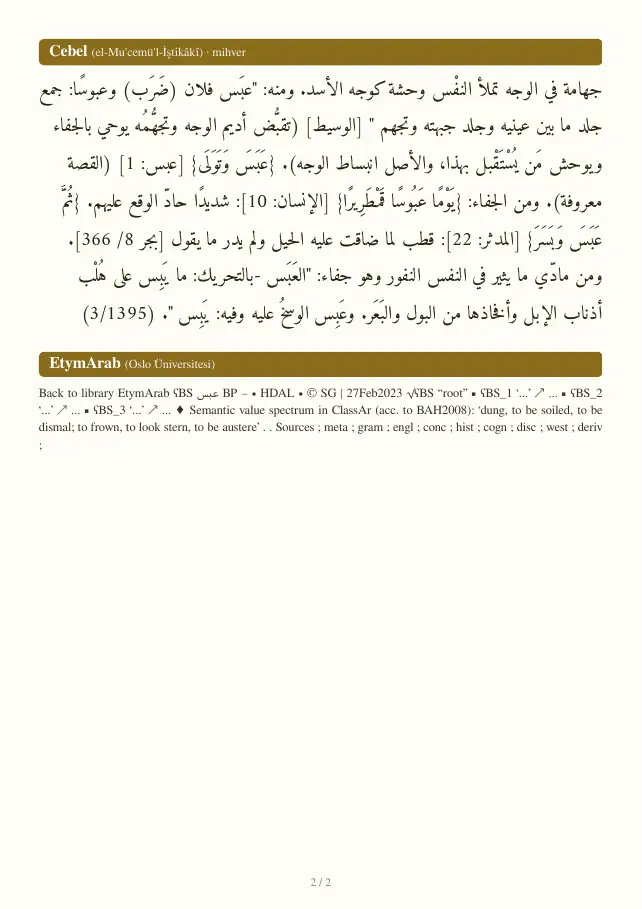 Cebel (el-Mu'cemü'l-İştikâkî) · mihver
جهامة في الوجه تملأ النفْس وحشة كوجه الأسد. ومنه: "عبَس فلان (ضَرَب) وعبوسًا: جمع
جلد ما بين عينيه وجلد جبهته وتجهم " [الوسيط] (تقبُّض أديم الوجه وتجهُّمُه يوحي بالجفاء
ويوحش مَن يُسْتَقْبل بهذا، والأصل انبساط الوجه). {عَبَسَ وَتَوَلَى} [عبس: 1] (القصة
معروفة). ومن الجفاء: {يَوْمًا عَبُوسًا قَمْطَرِيرًا} [الإنسان: 10]: شديدًا حادّ الوقع عليهم. {ثُمَّ
عَبَسَ وَبَسَرَ} [المدثر: 22]: قطب لما ضاقت عليه الحيل ولم يدر ما يقول [بجر 8/ 366].
ومن مادّي ما يثير في النفس النفور وهو جفاء: "العَبَس -بالتحريك: ما يَبِس على هُلْب
أذناب الإبل وأفخاذها من البول والبَعَر. وعَبِس الوسخُ عليه وفيه: يَبِس ". (3/1395)
EtymArab (Oslo Üniversitesi)
Back to library EtymArab ʕBS عبس BP – • HDAL • © SG | 27Feb2023 √ʕBS “root” ▪ ʕBS_1 ‘...’ ↗ ... ▪ ʕBS_2
‘...’ ↗ ... ▪ ʕBS_3 ‘...’ ↗ ... ♦ Semantic value spectrum in ClassAr (acc. to BAH2008): ‘dung, to be soiled, to be
dismal; to frown, to look stern, to be austere’ . . Sources ; meta ; gram ; engl ; conc ; hist ; cogn ; disc ; west ; deriv
;
2 / 2